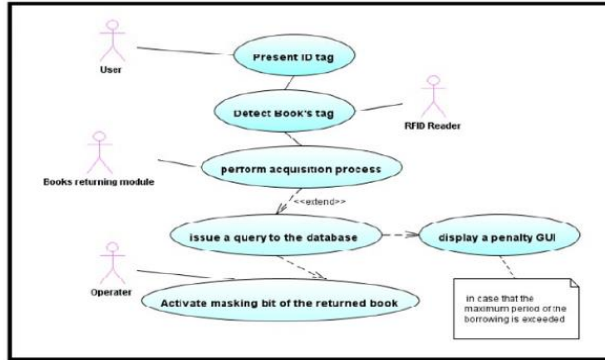 Present ID tag
User
Detect Book's tag
RFID Reader
perform acquisition process
Books returning module
<<extend>>
issue a query to the database
display a penalty GUI
Operater
Activate masking bit of the returned book
in case that the
maximum period of the
borrowing is exceeded